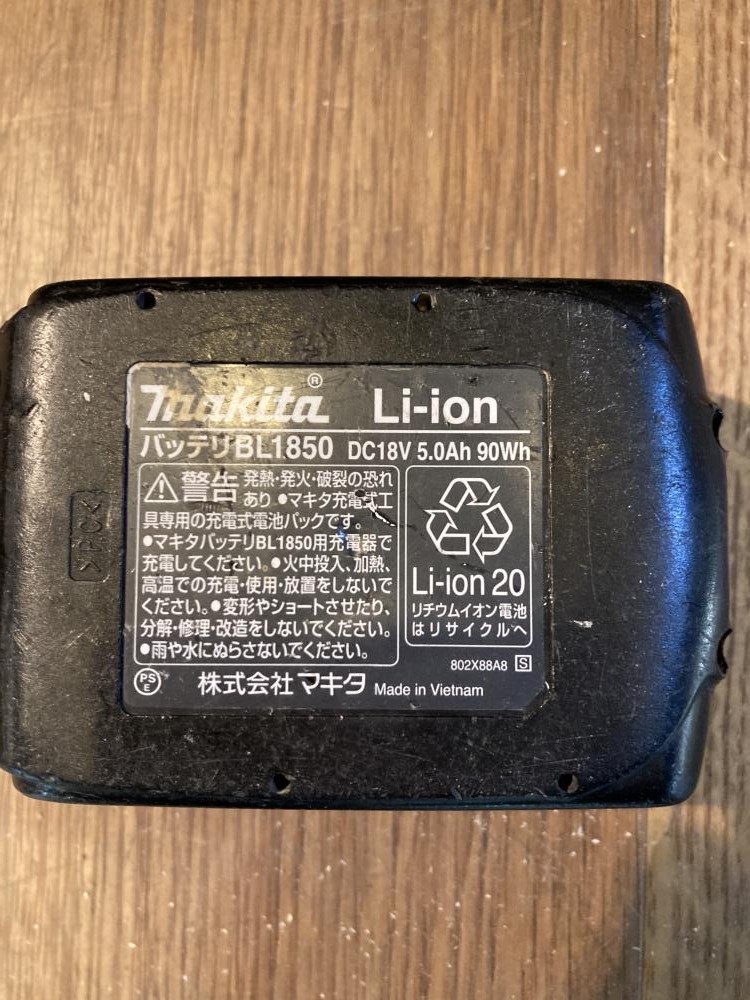 makita® Li-ion
バッテリBL1850 DC18V 5.0Ah 90Wh
警告 発熱・発火・破裂の恐れ
あり ●マキタ充電式工
具専用の充電式電池パックです。
●マキタバッテリBL1850用充電器で
充電してください。●火中投入、加熱、
高温での充電・使用・放置をしないで
ください。●変形やショートさせたり、
分解・修理・改造をしないでください。
●雨や水にぬらさないでください。
Li-ion 20
リチウムイオン電池
はリサイクルへ
802X88A8 S
PS
E
株式会社マキタ Made in Vietnam